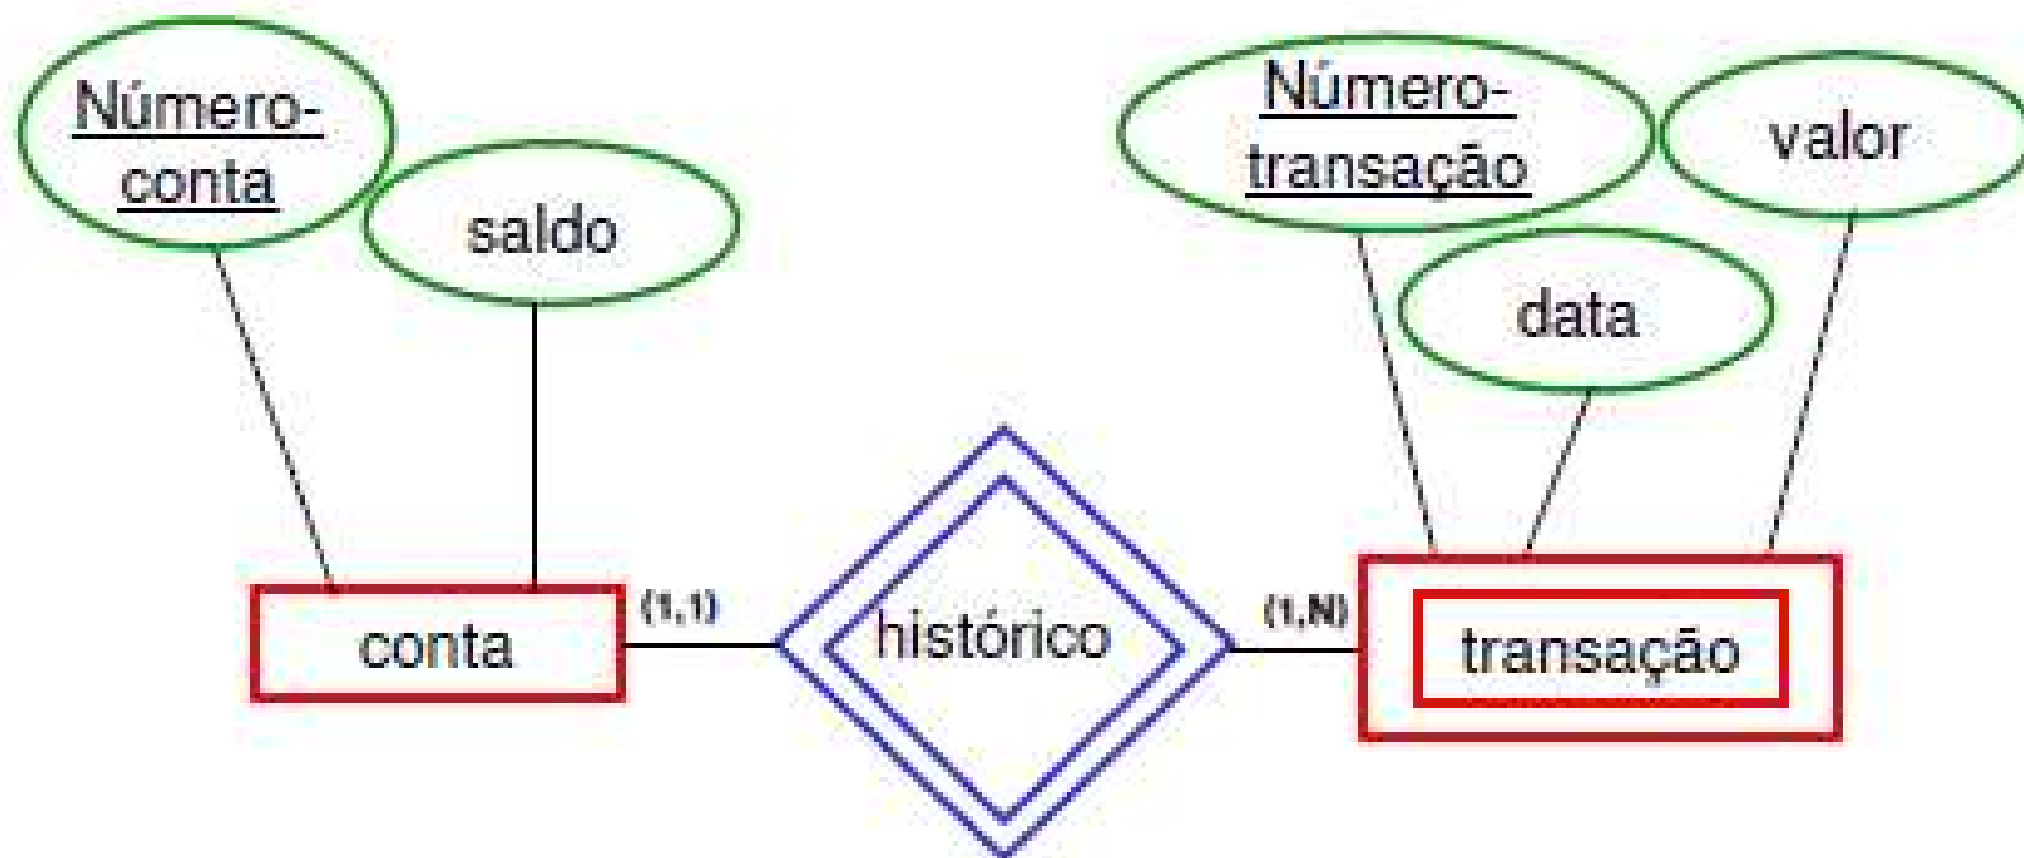 Número-
conta
saldo
Número-
transação
valor
data
conta
(1,1)
histórico
(1,N)
transação